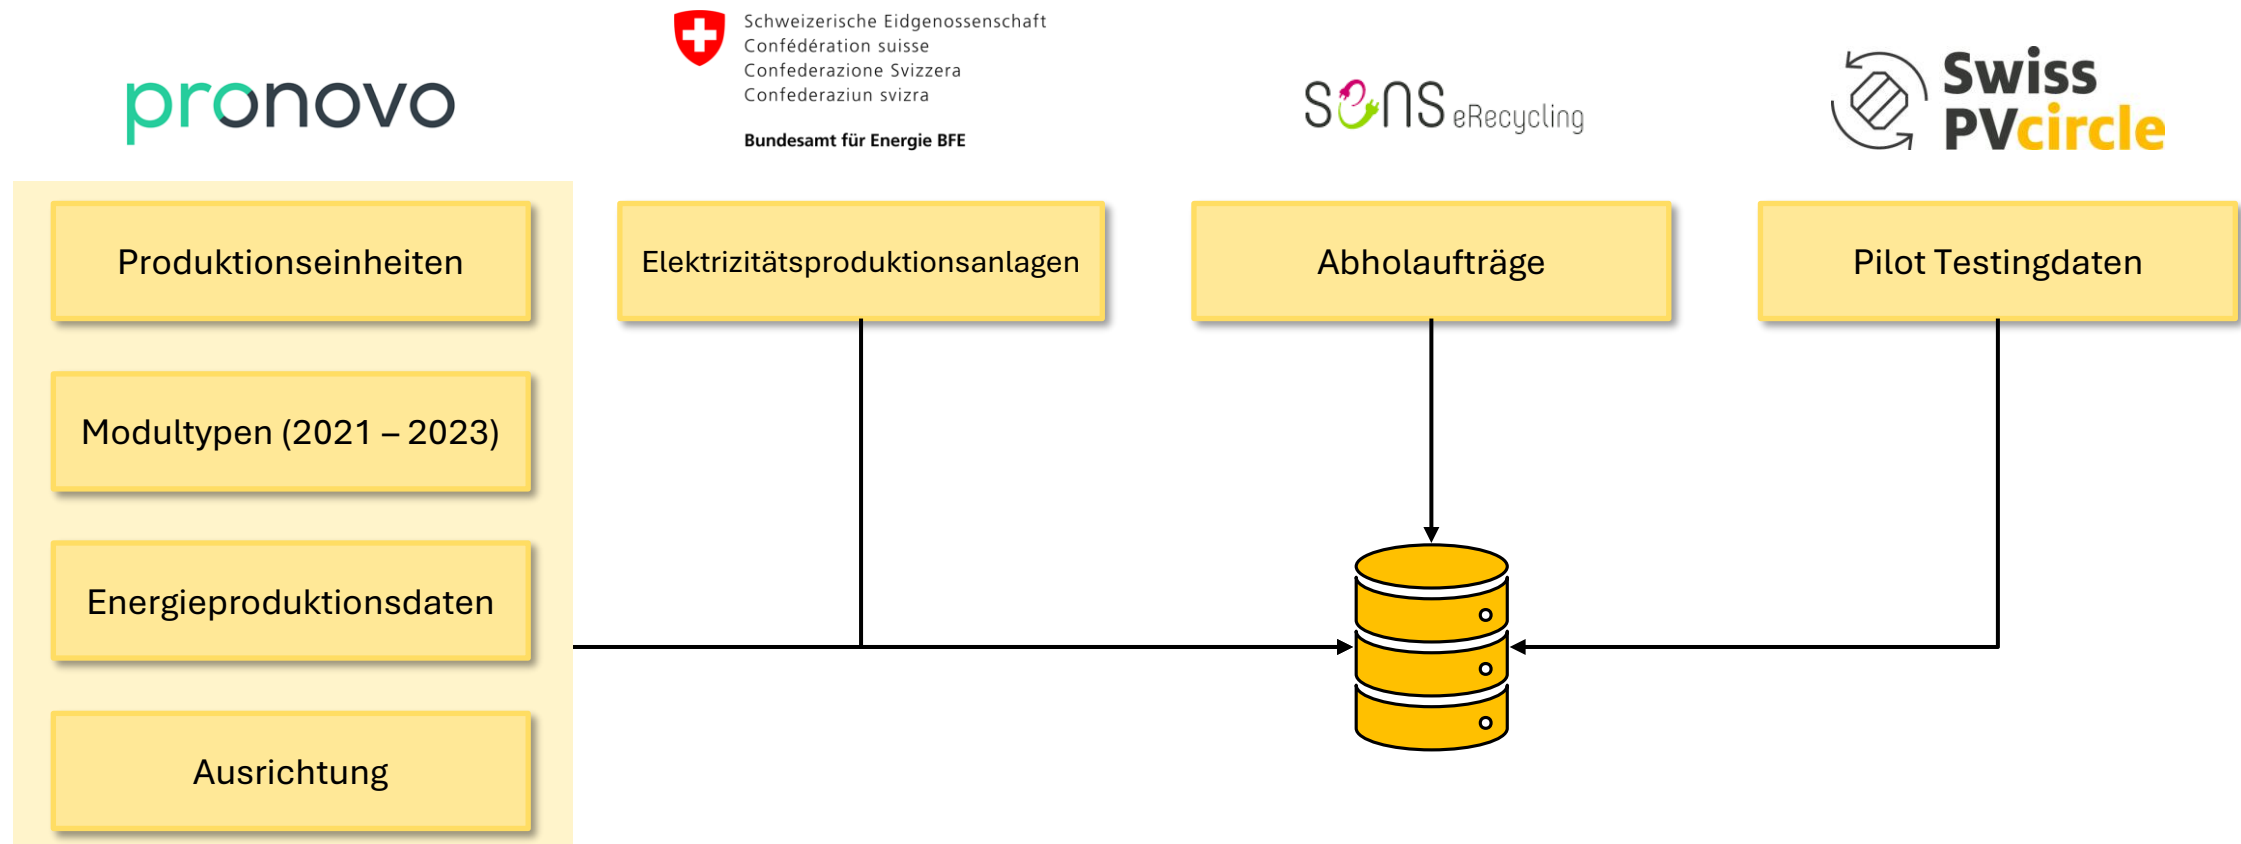 pronovo
Schweizerische Eidgenossenschaft
Confédération suisse
Confederazione Svizzera
Confederaziun svizra
Bundesamt für Energie BFE
SENS eRecycling
Swiss
PVcircle
Produktionseinheiten
Elektrizitätsproduktionsanlagen
Abholaufträge
Pilot Testingdaten
Modultypen (2021 – 2023)
Energieproduktionsdaten
Ausrichtung